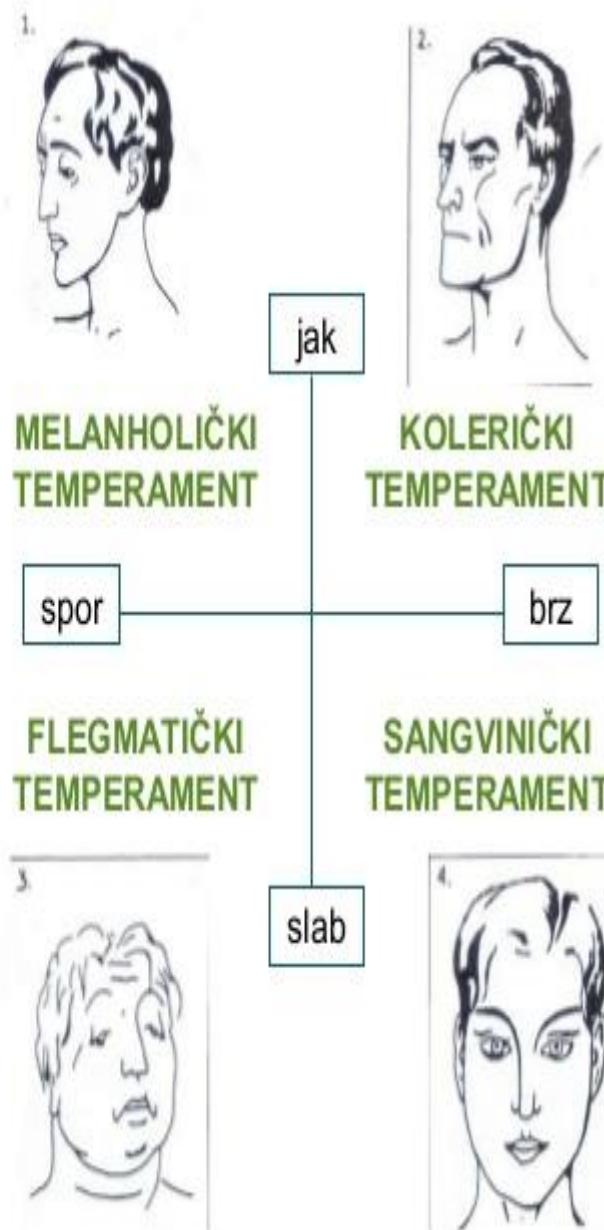 1.
2.
jak
MELANHOLIČKI
TEMPERAMENT
KOLERIČKI
TEMPERAMENT
spor
brz
FLEGMATIČKI
TEMPERAMENT
SANGVINIČKI
TEMPERAMENT
3.
4.
slab